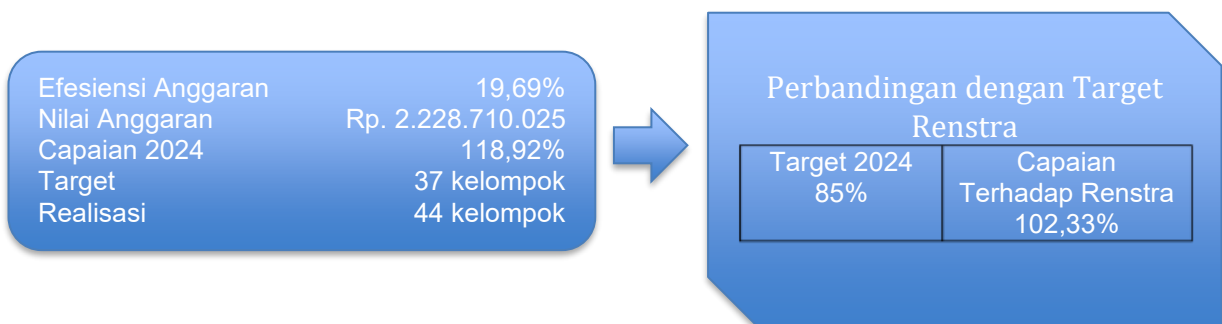 Efesiensi Anggaran 19,69%
Nilai Anggaran Rp. 2.228.710.025
Capaian 2024 118,92%
Target 37 kelompok
Realisasi 44 kelompok
Perbandingan dengan Target
Renstra
Target 2024
85%
Capaian
Terhadap Renstra
102,33%